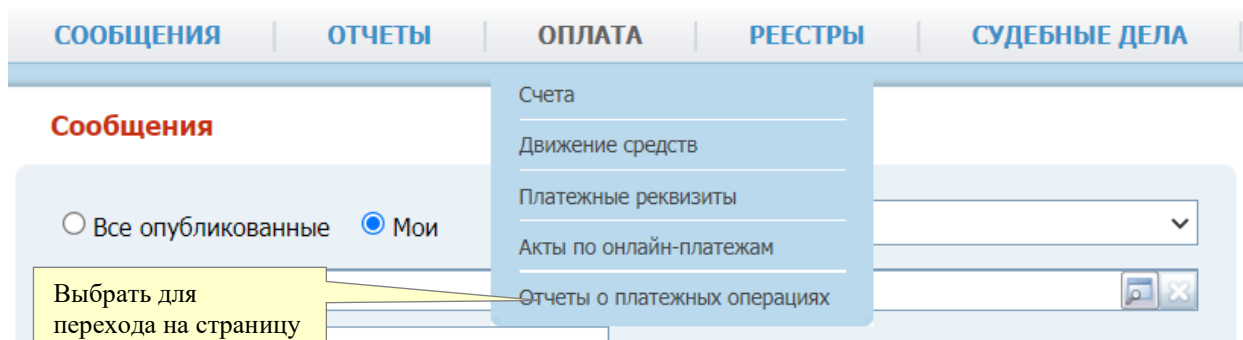 СООБЩЕНИЯ ОТЧЕТЫ ОПЛАТА РЕЕСТРЫ СУДЕБНЫЕ ДЕЛА
Счета
Сообщения
Движение средств
Платежные реквизиты
Все опубликованные Мои
Акты по онлайн-платежам
Отчеты о платежных операциях
Выбрать для
перехода на страницу